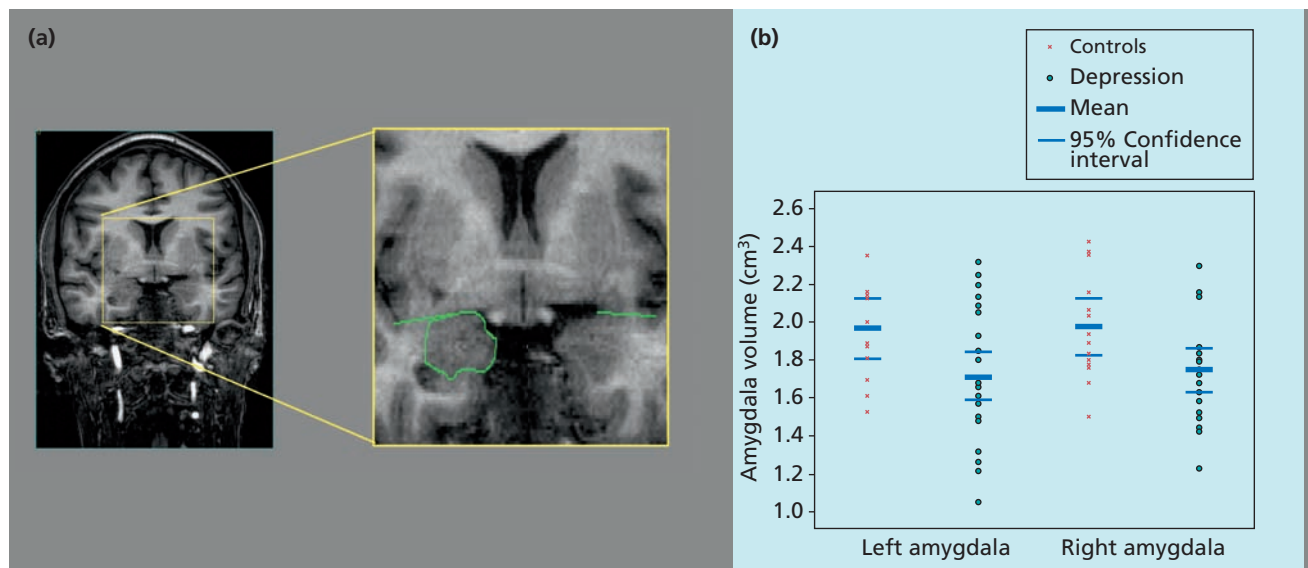 (a)
(b)
Controls
Depression
Mean
95% Confidence
interval
Amygdala volume (cm³)
2.6
2.4
2.2
2.0
1.8
1.6
1.4
1.2
1.0
Left amygdala
Right amygdala